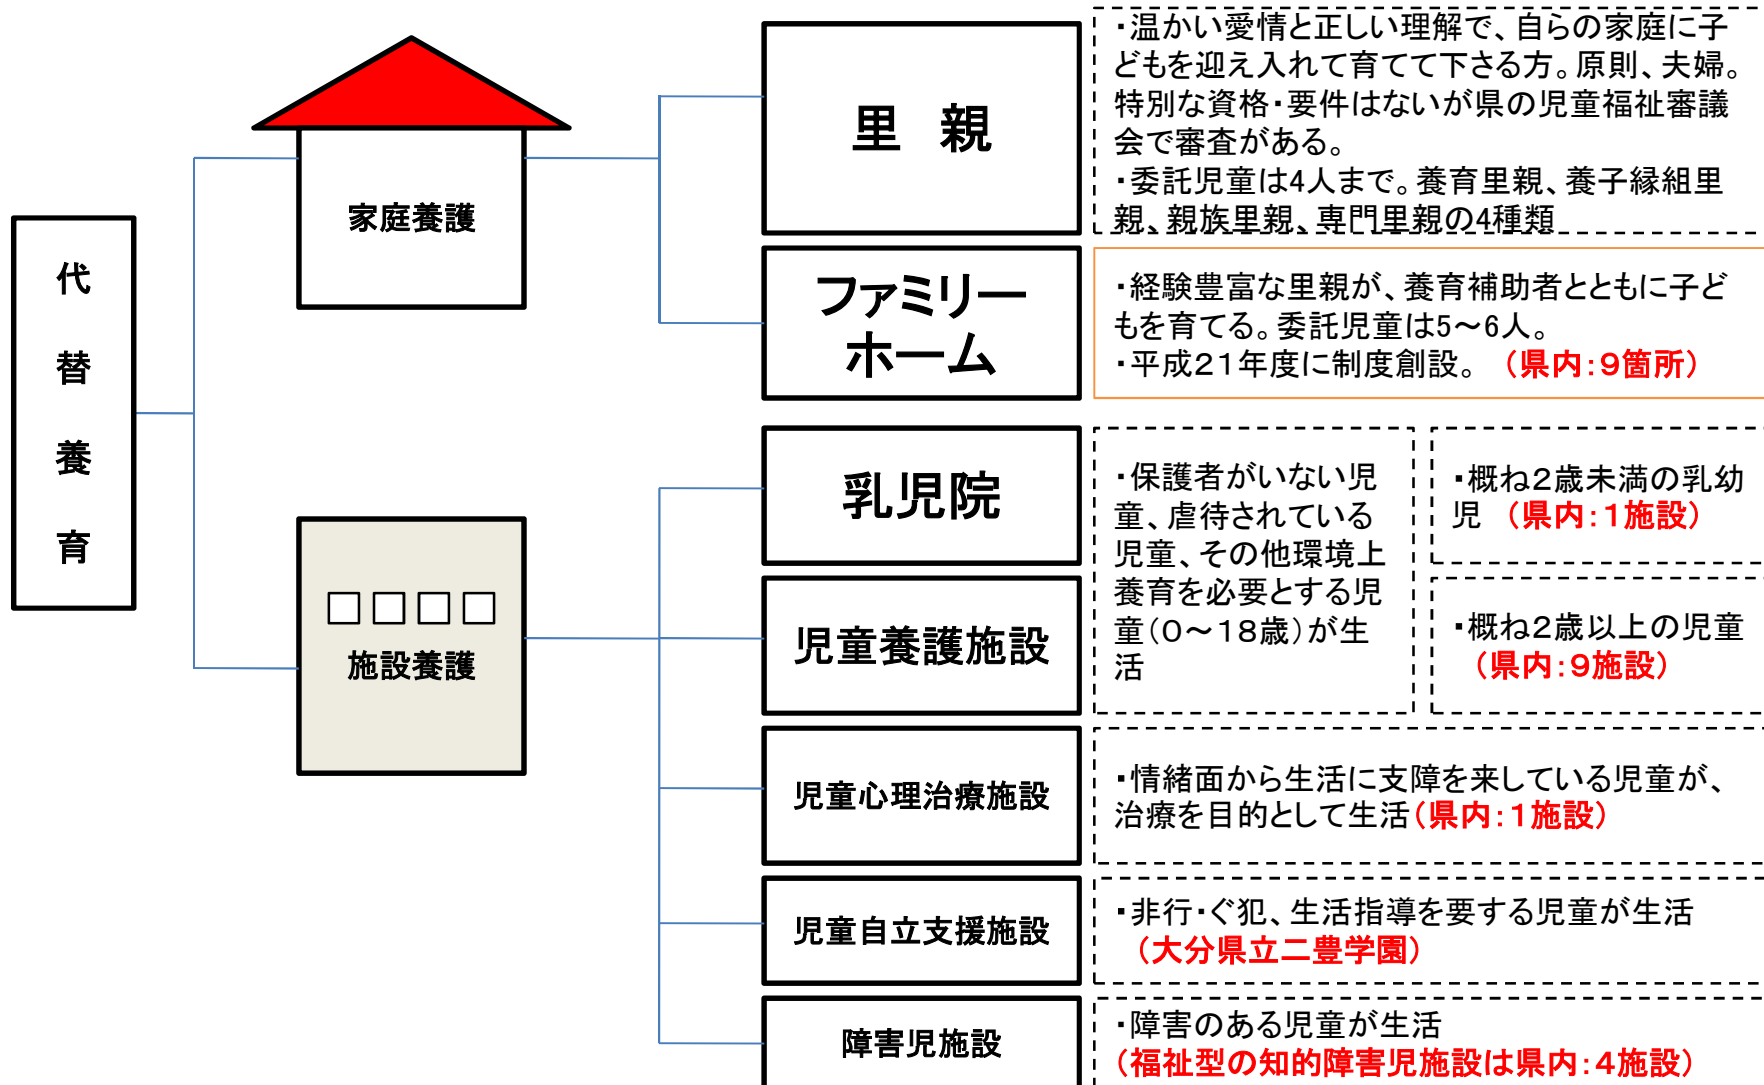 代替養育
家庭養護
里　親
・温かい愛情と正しい理解で、自らの家庭に子
どもを迎え入れて育てて下さる方。原則、夫婦。
特別な資格・要件はないが県の児童福祉審議
会で審査がある。
・委託児童は4人まで。養育里親、養子縁組里
親、親族里親、専門里親の4種類
ファミリー
ホーム
・経験豊富な里親が、養育補助者とともに子ど
もを育てる。委託児童は5～6人。
・平成21年度に制度創設。（県内：9箇所）
施設養護
乳児院
児童養護施設
・保護者がいない児
童、虐待されている
児童、その他環境上
養育を必要とする児
童（0～18歳）が生
活
・概ね2歳未満の乳幼
児（県内：1施設）
・概ね2歳以上の児童
（県内：9施設）
児童心理治療施設
・情緒面から生活に支障を来している児童が、
治療を目的として生活（県内：1施設）
児童自立支援施設
・非行・ぐ犯、生活指導を要する児童が生活
（大分県立二豊学園）
障害児施設
・障害のある児童が生活
（福祉型の知的障害児施設は県内：4施設）